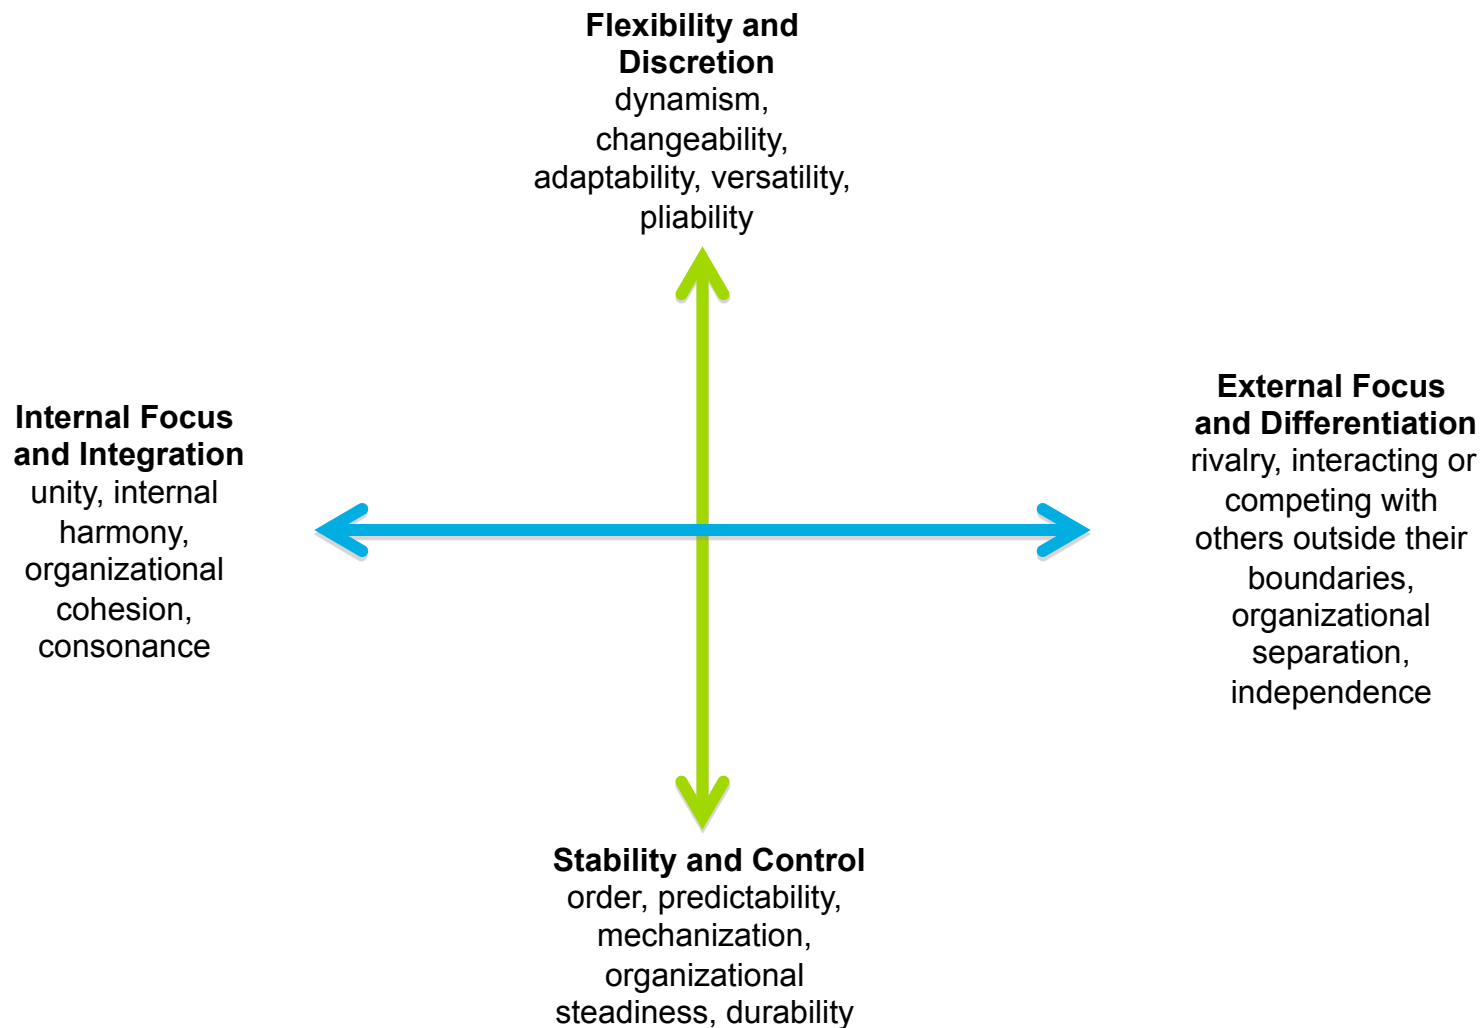 Flexibility and
Discretion
dynamism,
changeability,
adaptability, versatility,
pliability
Internal Focus
and Integration
unity, internal
harmony,
organizational
cohesion,
consonance
External Focus
and Differentiation
rivalry, interacting or
competing with
others outside their
boundaries,
organizational
separation,
independence
Stability and Control
order, predictability,
mechanization,
organizational
steadiness, durability